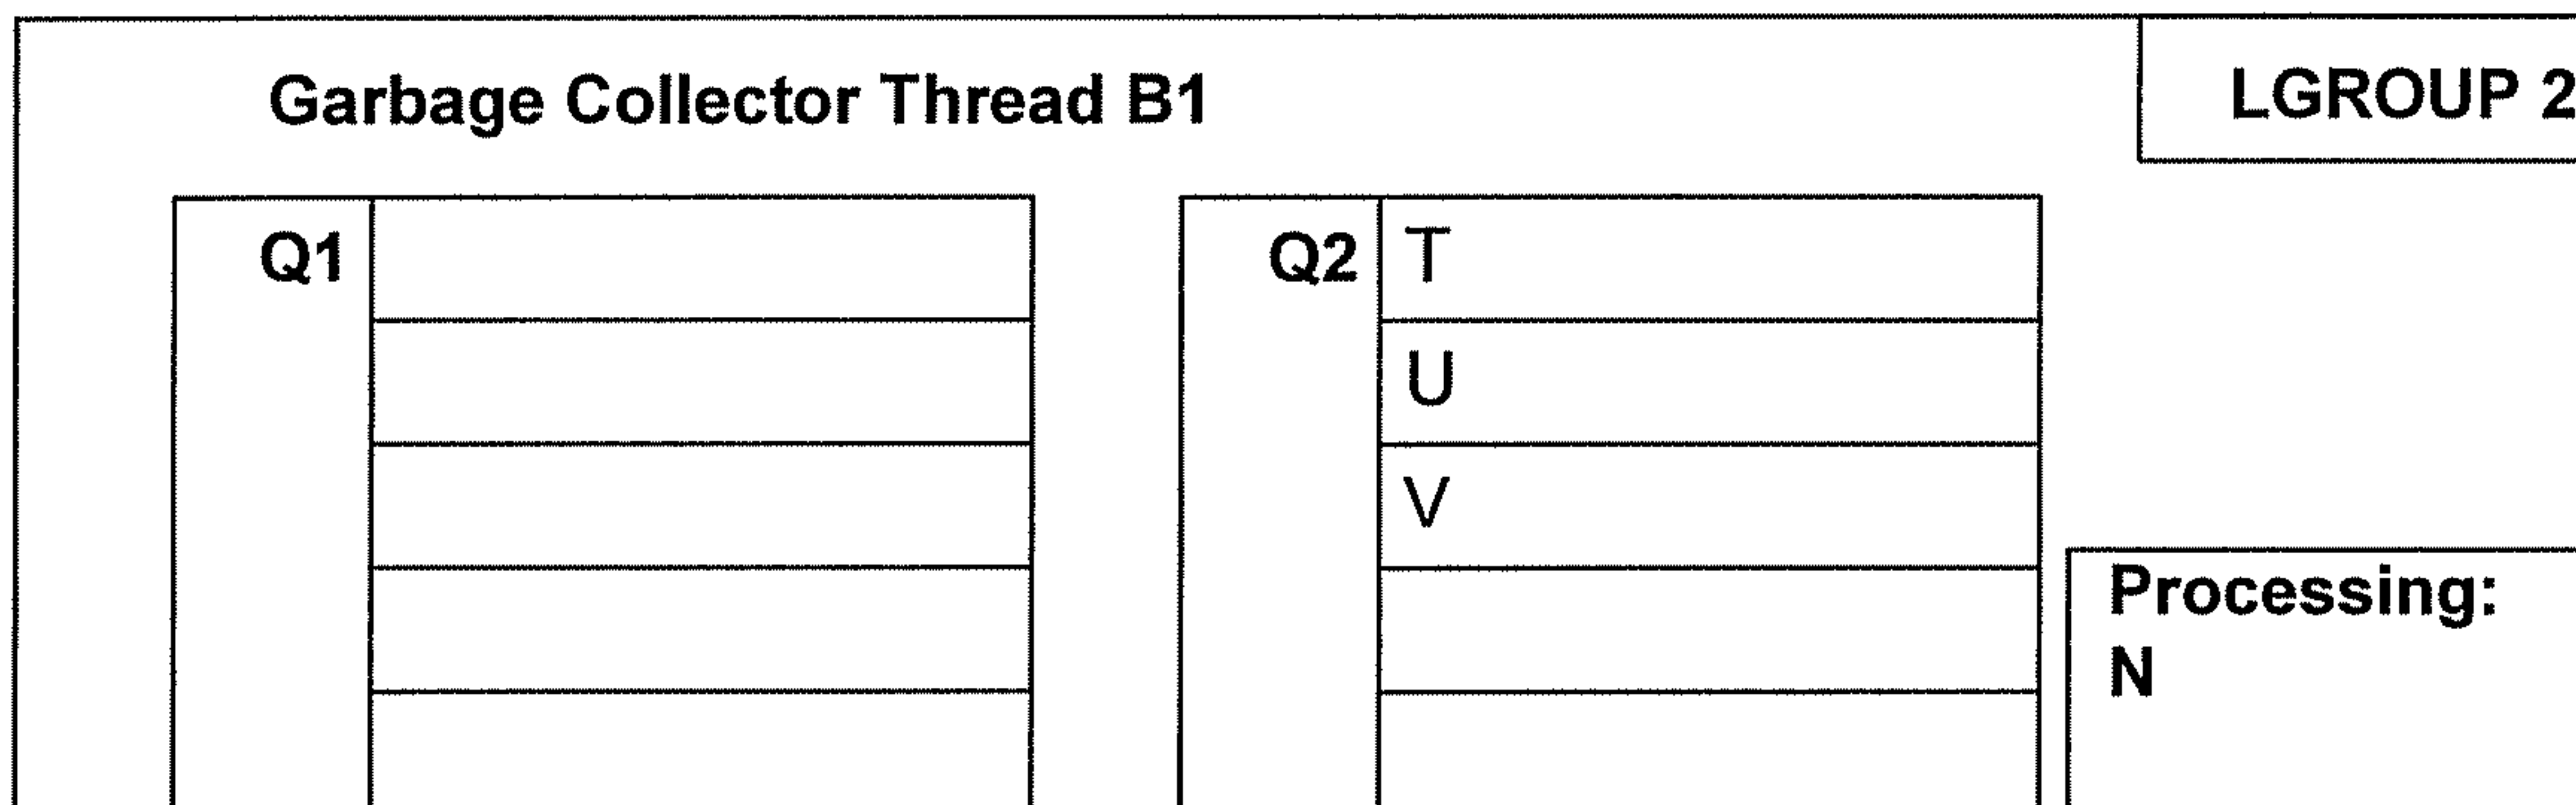 Garbage Collector Thread B1
LGROUP 2
Q1
Q2
T
U
V
Processing:
N